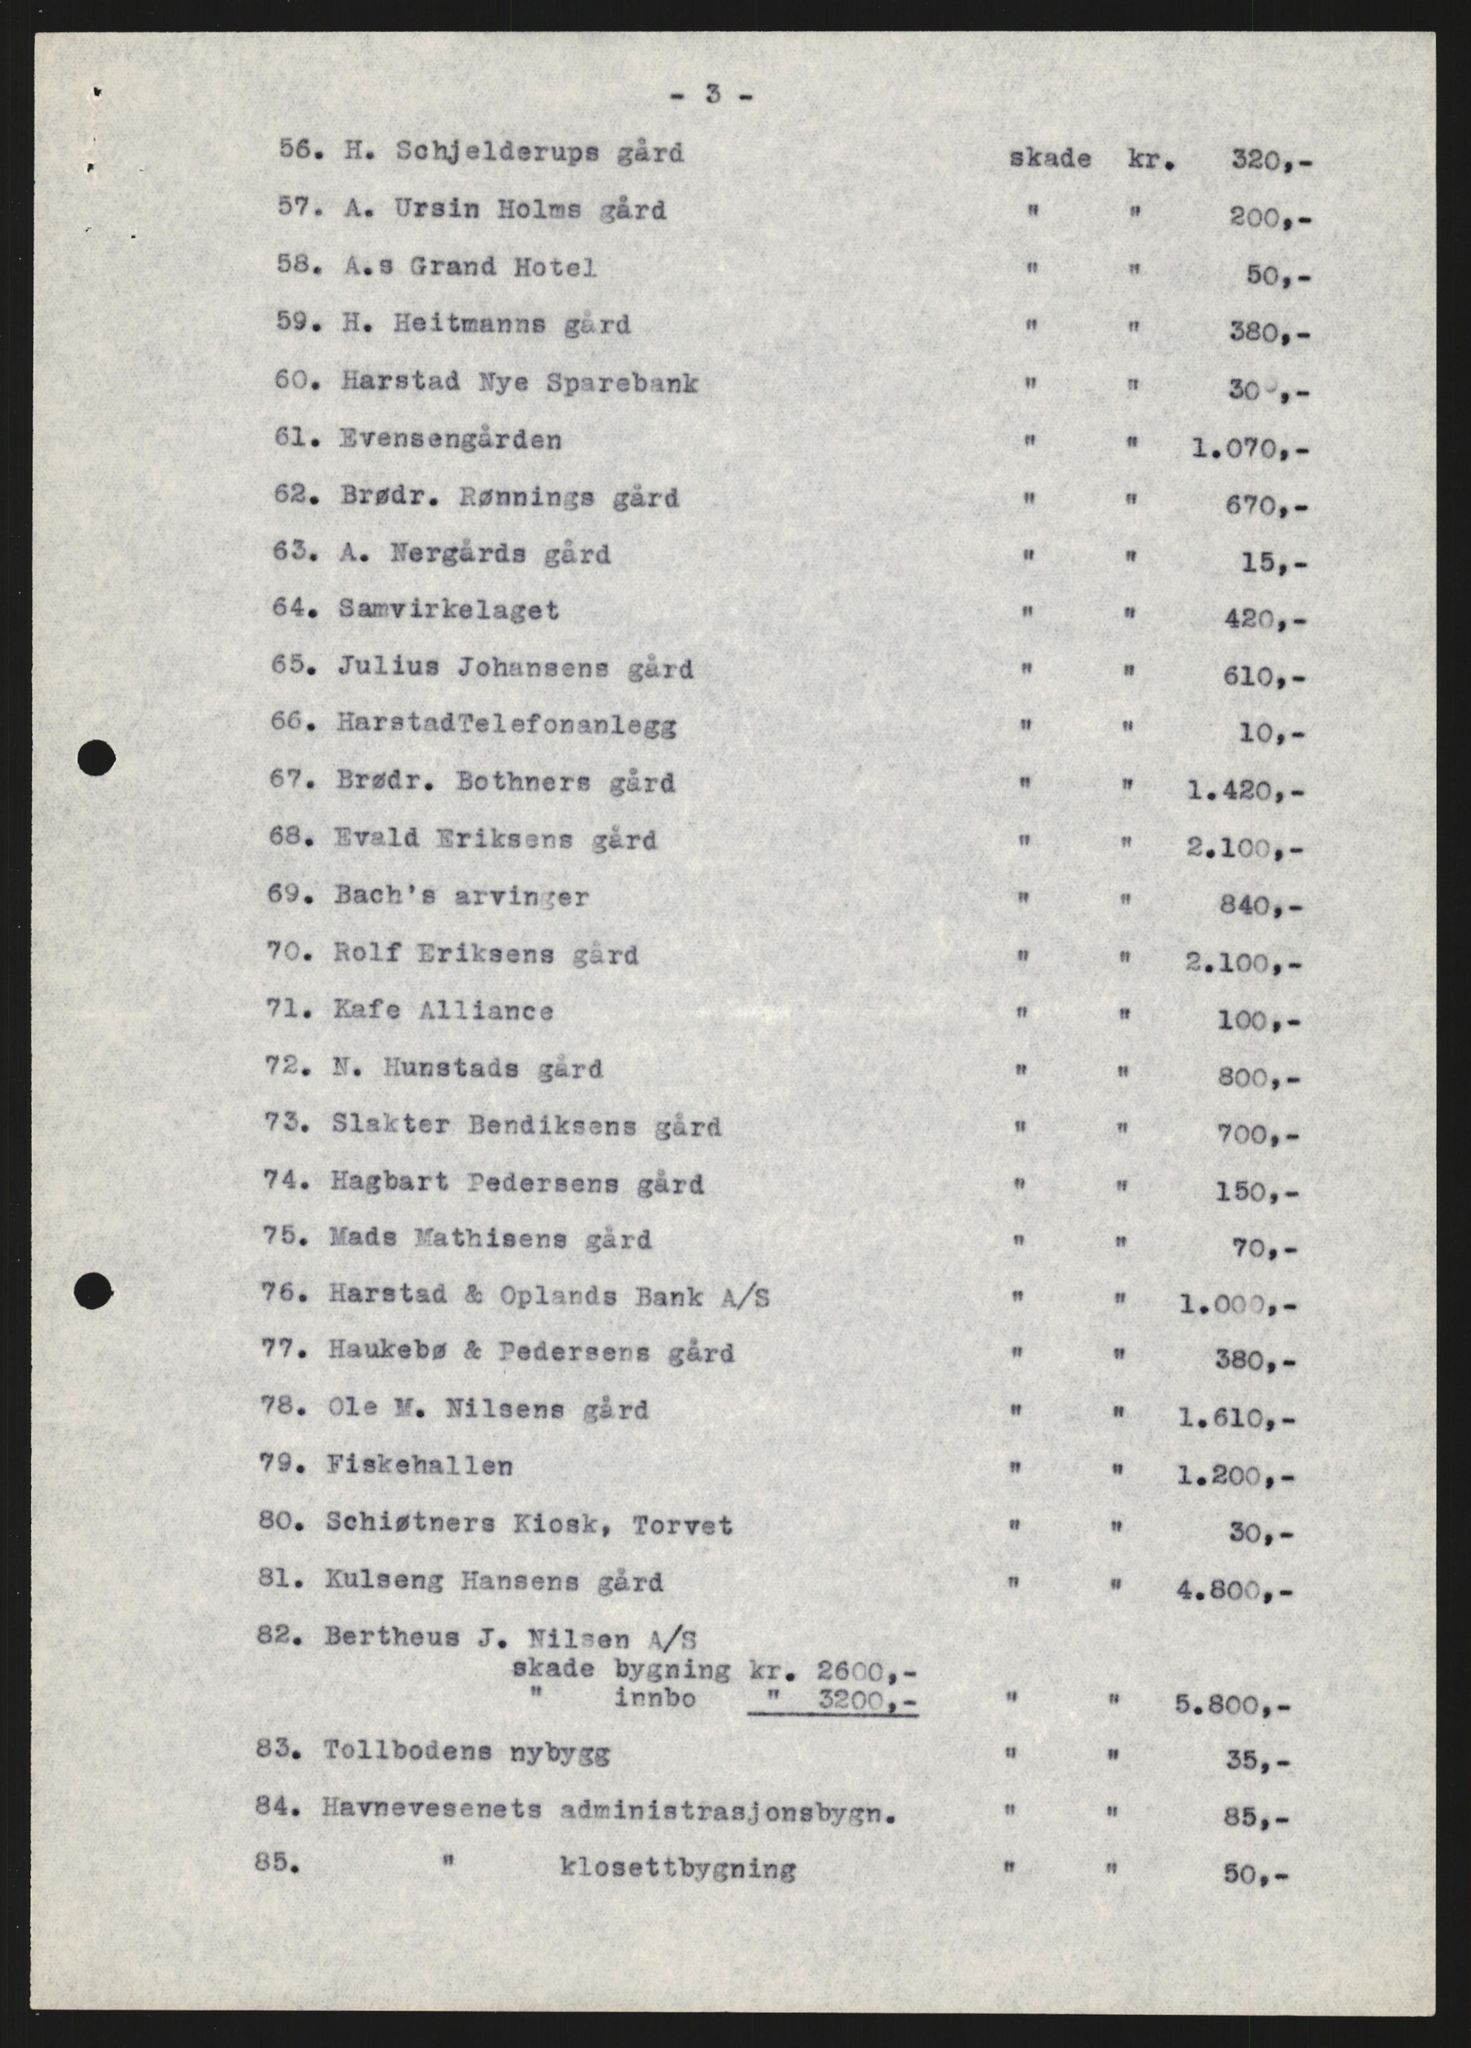 - 3 -
56. H. Schjelderups gård skade kr. 320,-
57. A. Ursin Holms gård " " 200,-
58. A.s Grand Hotel " " 50,-
59. H. Heitmanns gård " " 380,-
60. Harstad Nye Sparebank " " 300,-
61. Evensengården " " 1.070,-
62. Brødr. Rønnings gård " " 670,-
63. A. Nergårds gård " " 15,-
64. Samvirkelaget " " 420,-
65. Julius Johansens gård " " 610,-
66. HarstadTelefonanlegg " " 10,-
67. Brødr. Bothners gård " " 1.420,-
68. Evald Eriksens gård " " 2.100,-
69. Bach's arvinger " " 840,-
70. Rolf Eriksens gård " " 2.100,-
71. Kafe Alliance " " 100,-
72. N. Hunstads gård " " 800,-
73. Slakter Bendiksens gård " " 700,-
74. Hagbart Pedersens gård " " 150,-
75. Mads Mathisens gård " " 70,-
76. Harstad & Oplands Bank A/S " " 1.000,-
77. Haukebø & Pedersens gård " " 380,-
78. Ole M. Nilsens gård " " 1.610,-
79. Fiskehallen " " 1.200,-
80. Schiøtners Kiosk, Torvet " " 30,-
81. Kulseng Hansens gård " " 4.800,-
82. Bertheus J. Nilsen A/S
skade bygning kr. 2600,-
" innbo " 3200,- " " 5.800,-
83. Tollbodens nybygg " " 35,-
84. Havnevesenets administrasjonsbygn. " " 85,-
85. " klosettbygning " " 50,-